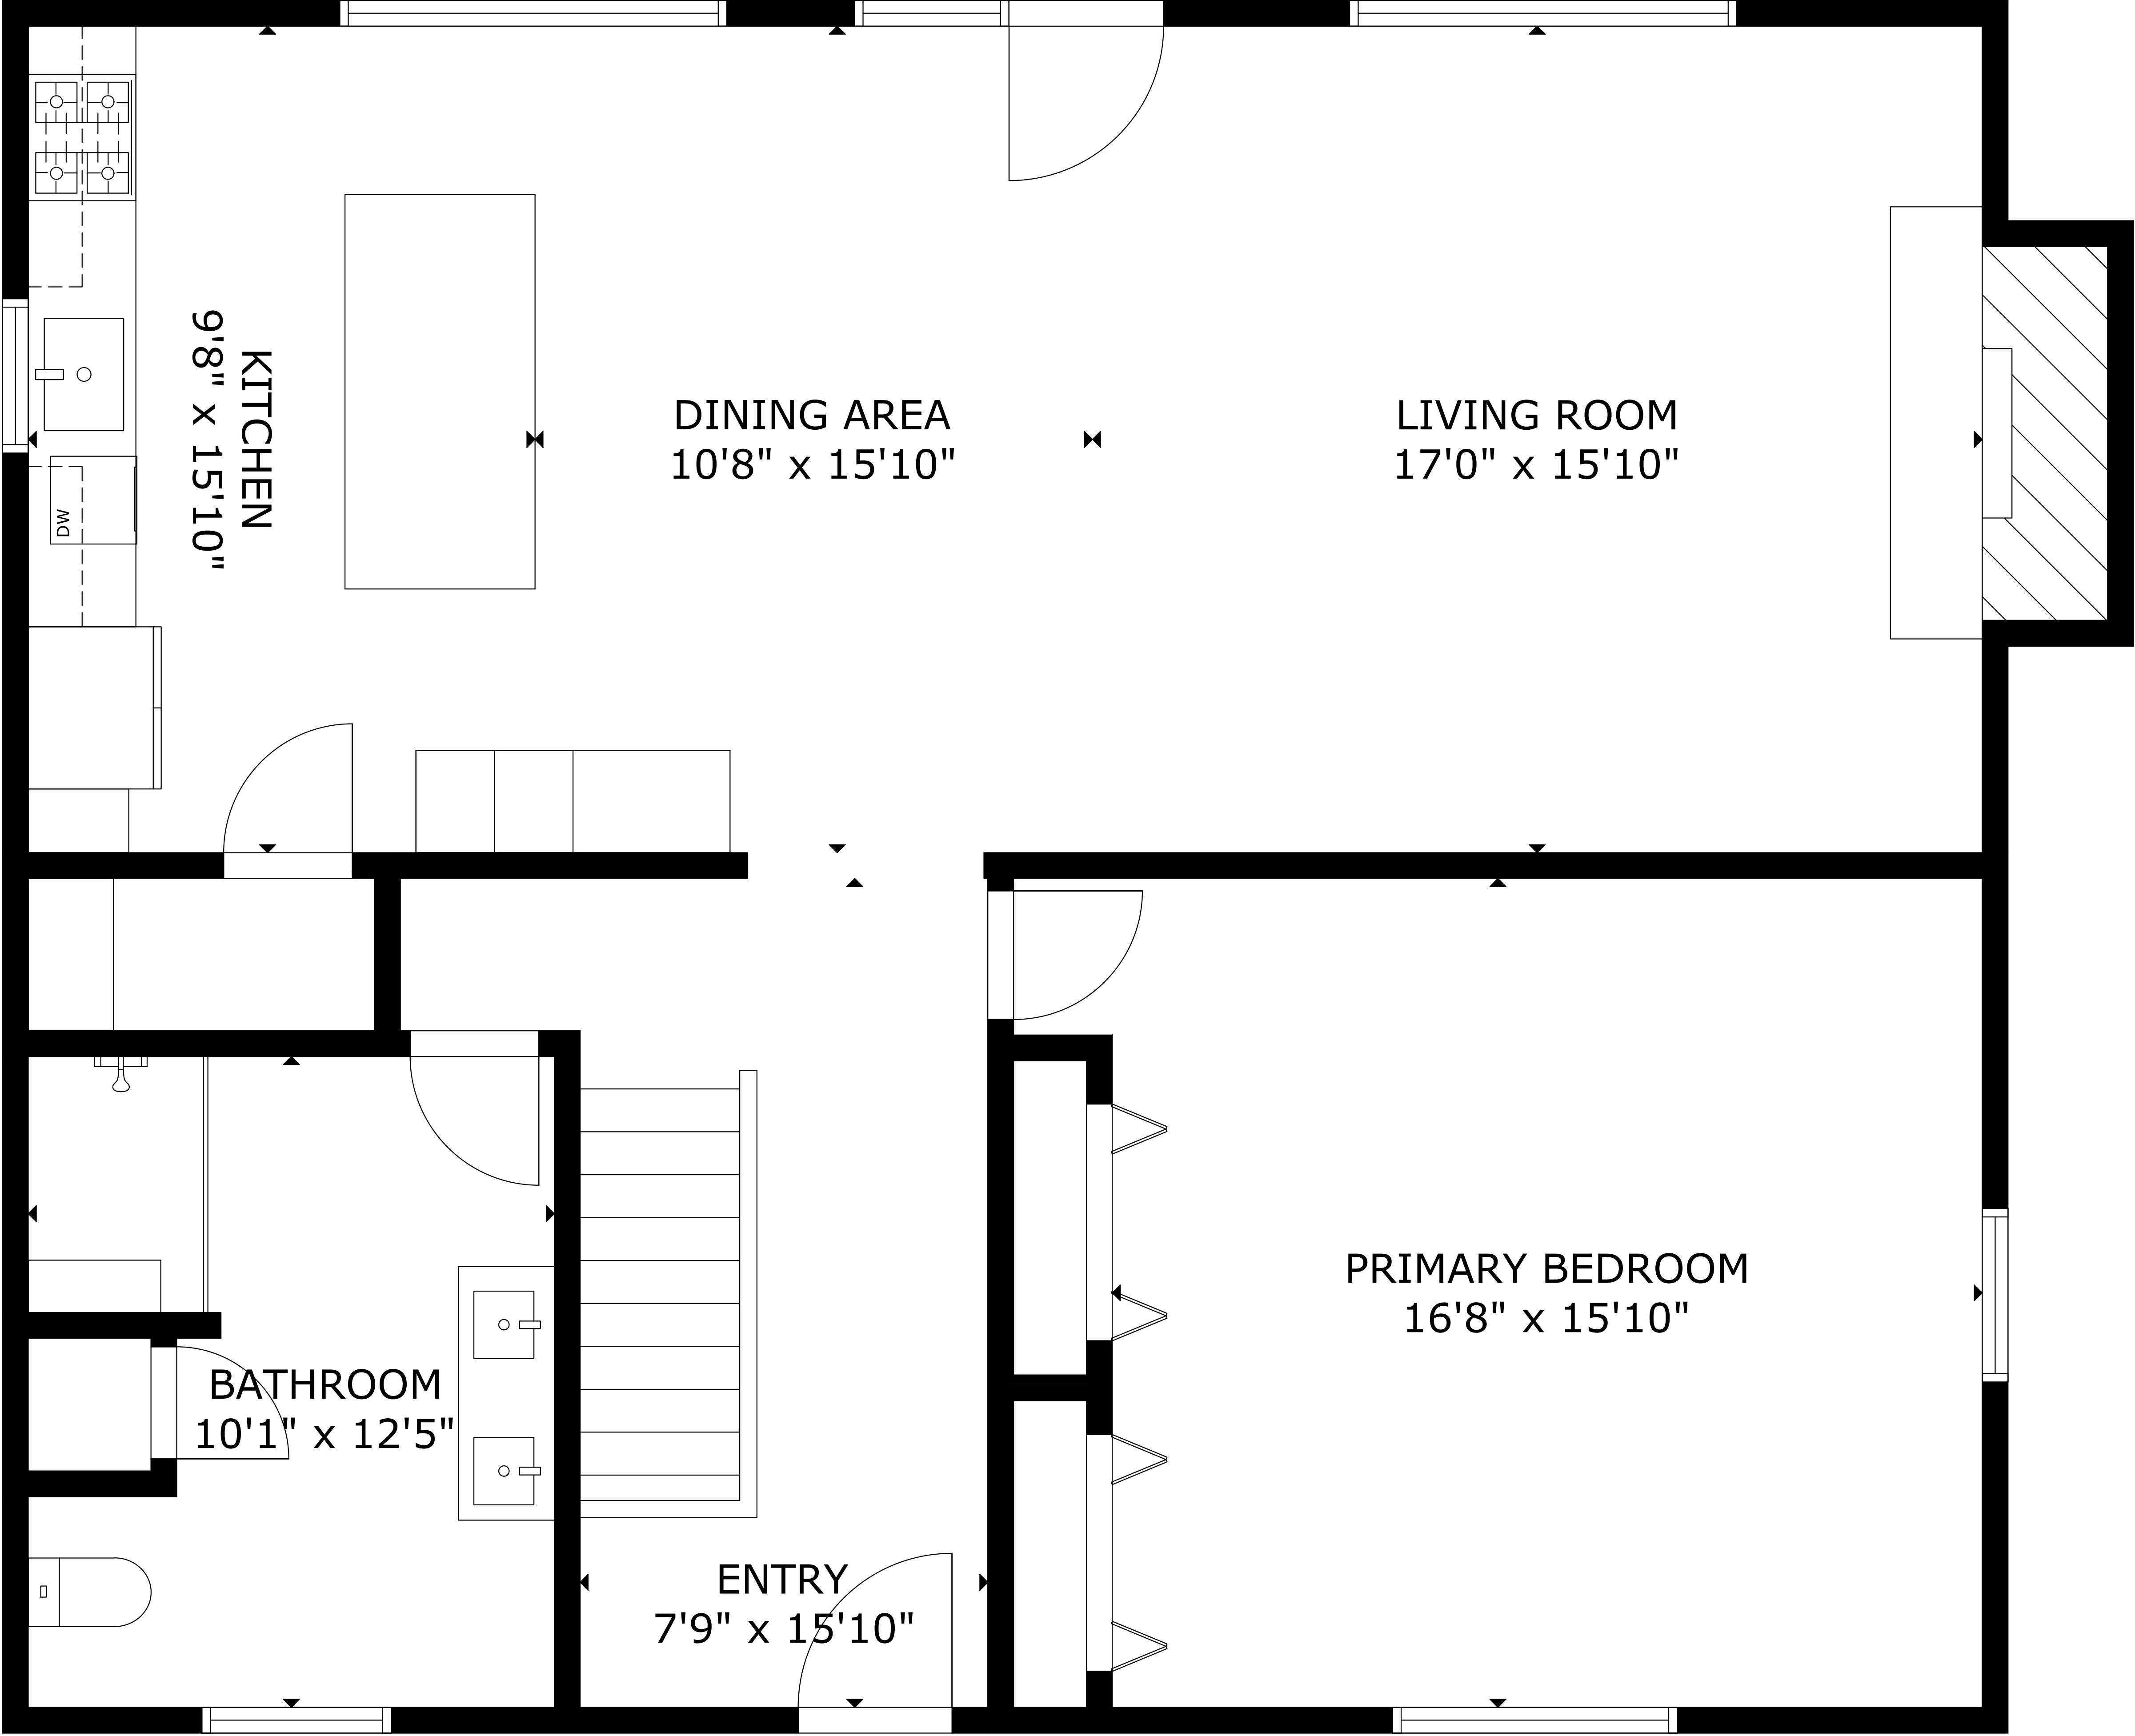 KITCHEN
9'8" x 15'10"
DINING AREA
10'8" x 15'10"
LIVING ROOM
17'0" x 15'10"
DW
PRIMARY BEDROOM
16'8" x 15'10"
BATHROOM
10'1" x 12'5"
ENTRY
7'9" x 15'10"